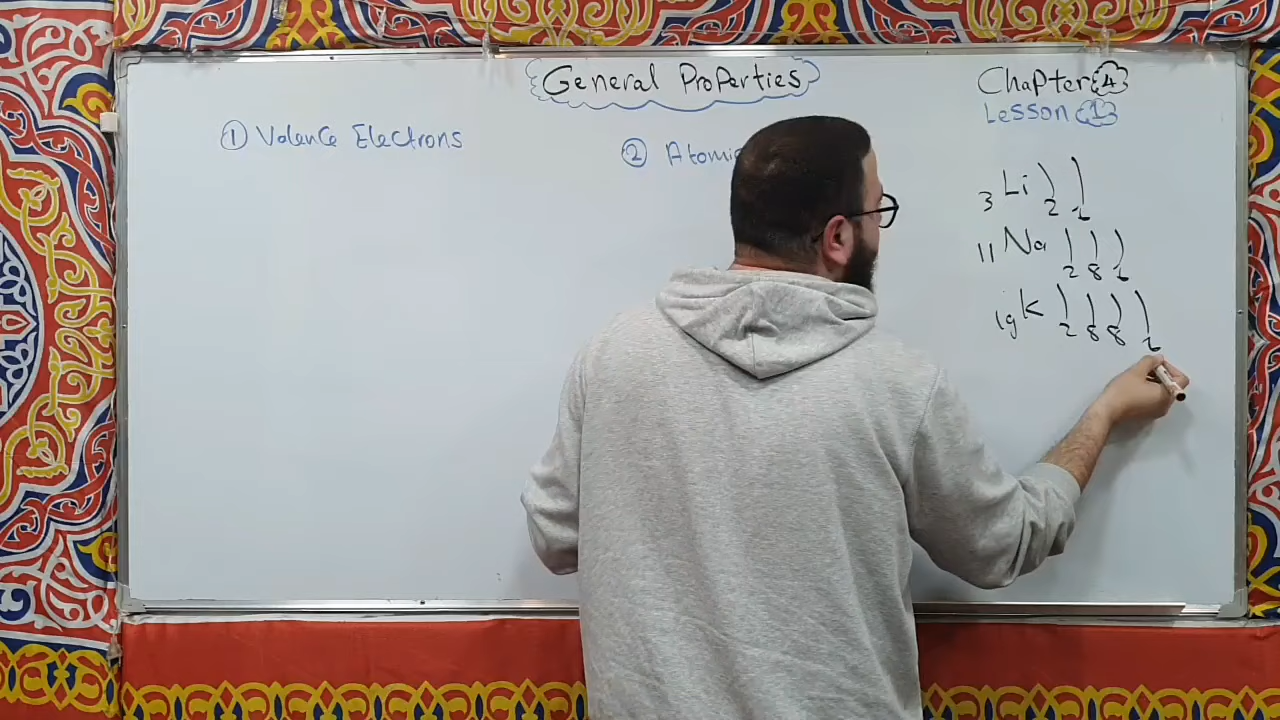 General Properties
Chapter 4
Lesson 1
① Valence Electrons
② Atomi
3 Li ) )
2 1
11 Na ) ) )
2 8 1
19 K ) ) ) )
2 8 8 1